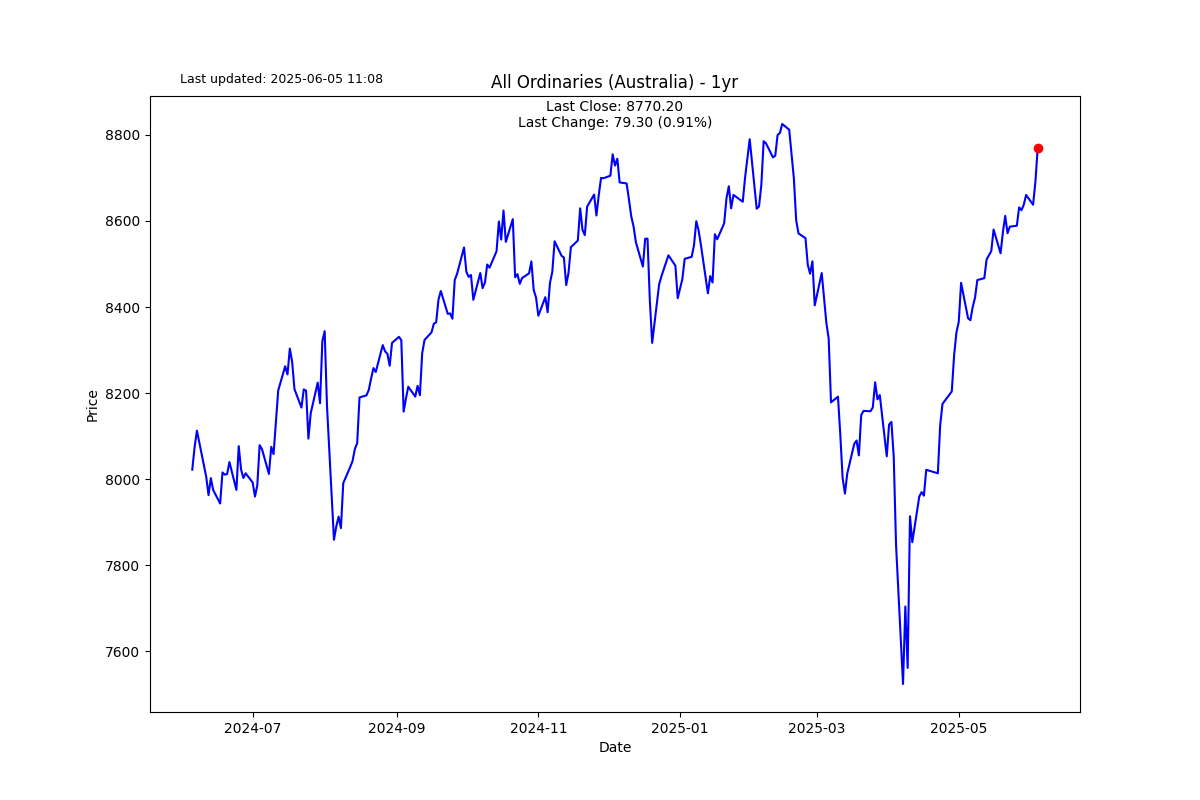 Last updated: 2025-06-05 11:08
All Ordinaries (Australia) - 1yr
Last Close: 8770.20
Last Change: 79.30 (0.91%)
8800
8600
8400
8200
8000
7800
7600
Price
2024-07
2024-09
2024-11
2025-01
2025-03
2025-05
Date